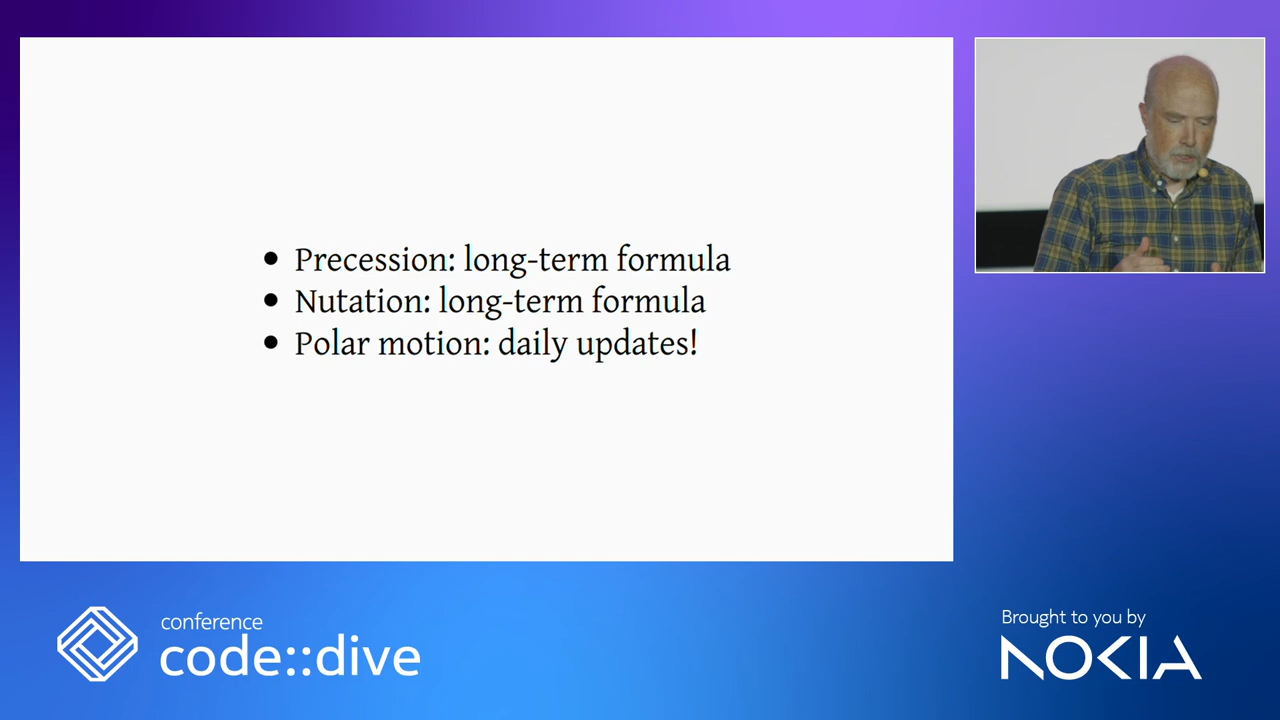 • Precession: long-term formula
• Nutation: long-term formula
• Polar motion: daily updates!
conference
code::dive
Brought to you by
NOKIA